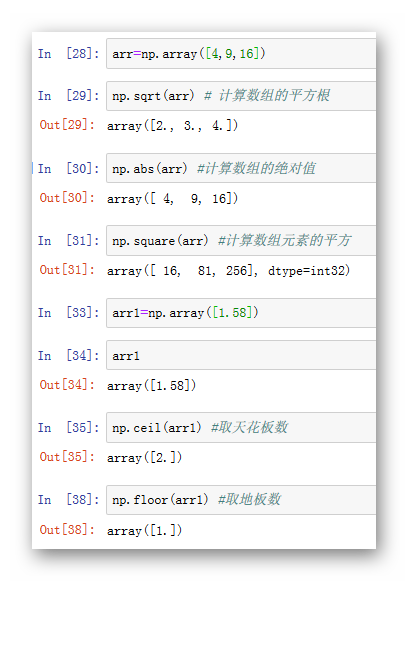 In [28]: arr=np.array([4,9,16])
In [29]: np.sqrt(arr) # 计算数组的平方根
Out[29]: array([2., 3., 4.])
In [30]: np.abs(arr) #计算数组的绝对值
Out[30]: array([ 4,  9, 16])
In [31]: np.square(arr) #计算数组元素的平方
Out[31]: array([ 16,  81, 256], dtype=int32)
In [33]: arr1=np.array([1.58])
In [34]: arr1
Out[34]: array([1.58])
In [35]: np.ceil(arr1) #取天花板数
Out[35]: array([2.])
In [38]: np.floor(arr1) #取地板数
Out[38]: array([1.])